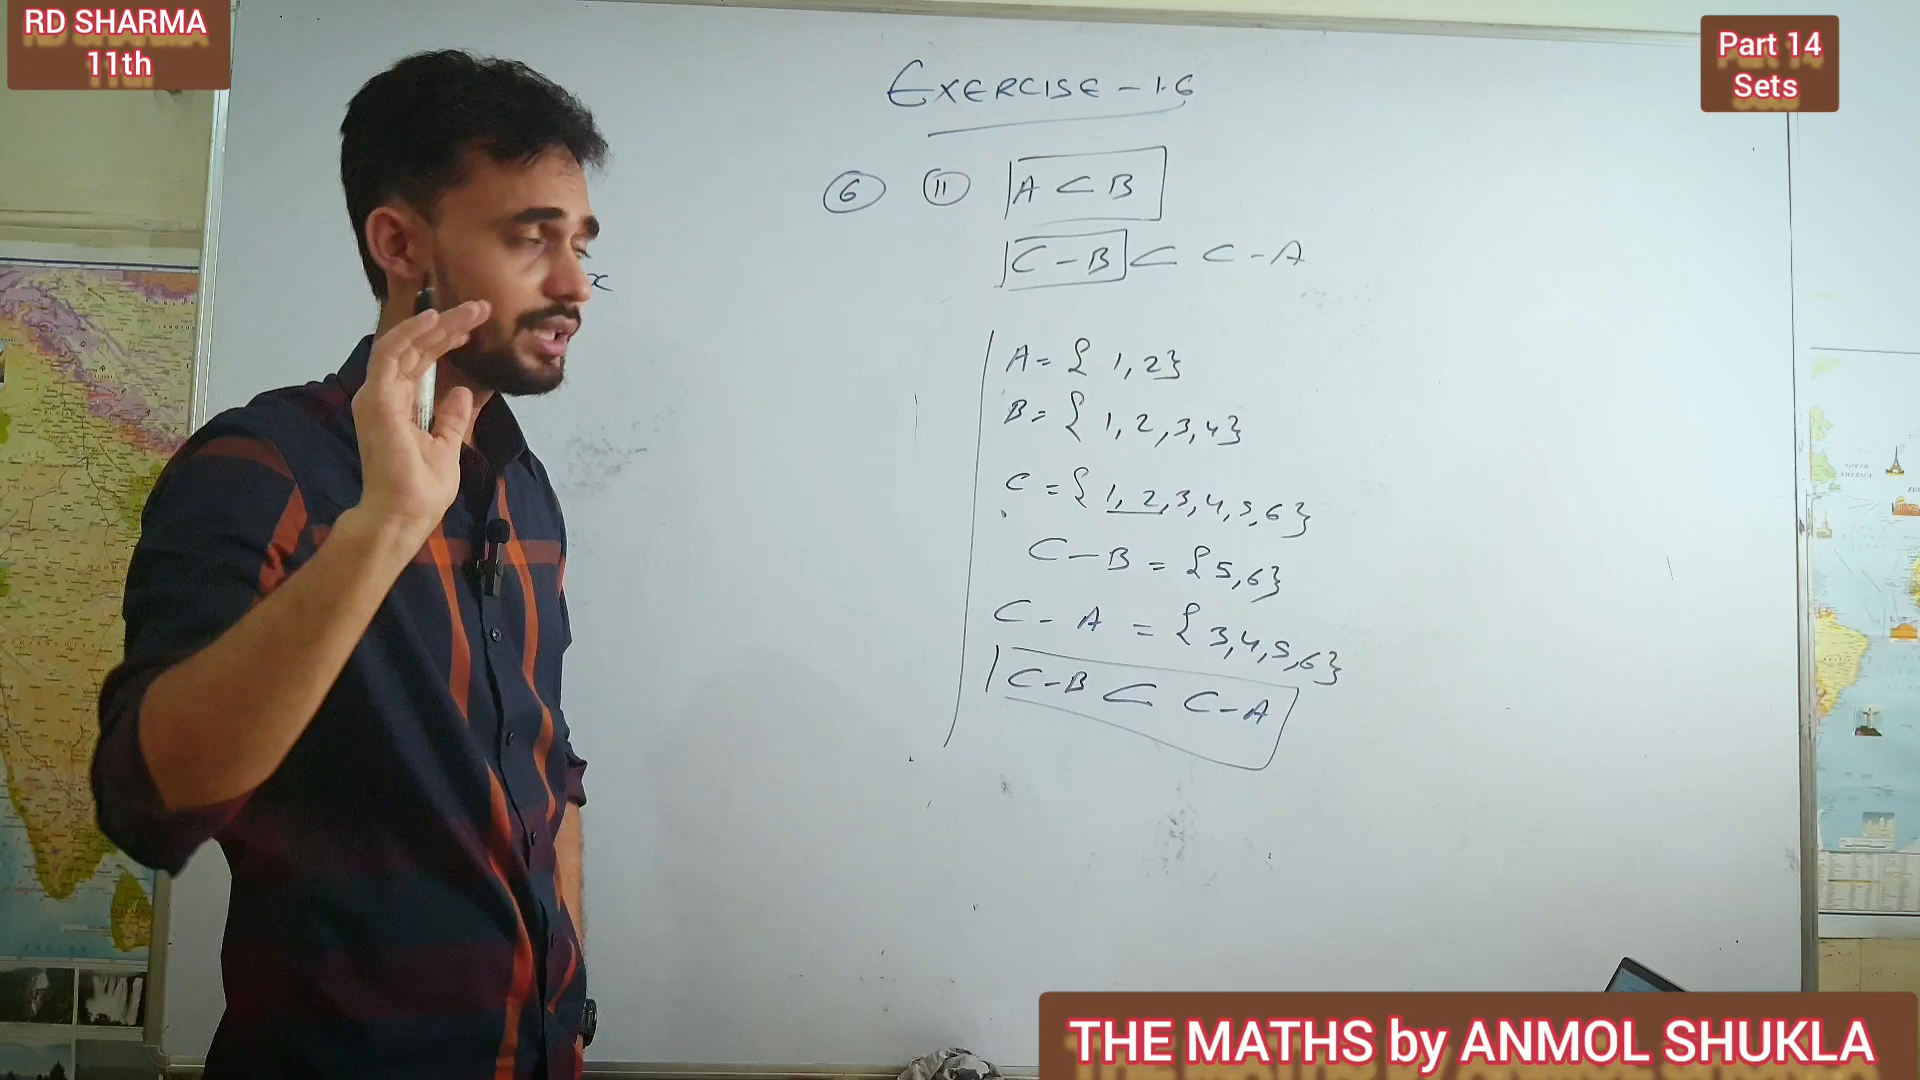 RD SHARMA
11th
Part 14
Sets
EXERCISE - 1.6
6 11 A ⊂ B
C - B ⊂ C - A
x
A = { 1, 2}
B = { 1, 2, 3, 4}
C = { 1, 2, 3, 4, 5, 6}
C - B = {5, 6}
C - A = {3, 4, 5, 6}
C - B ⊂ C - A
THE MATHS by ANMOL SHUKLA